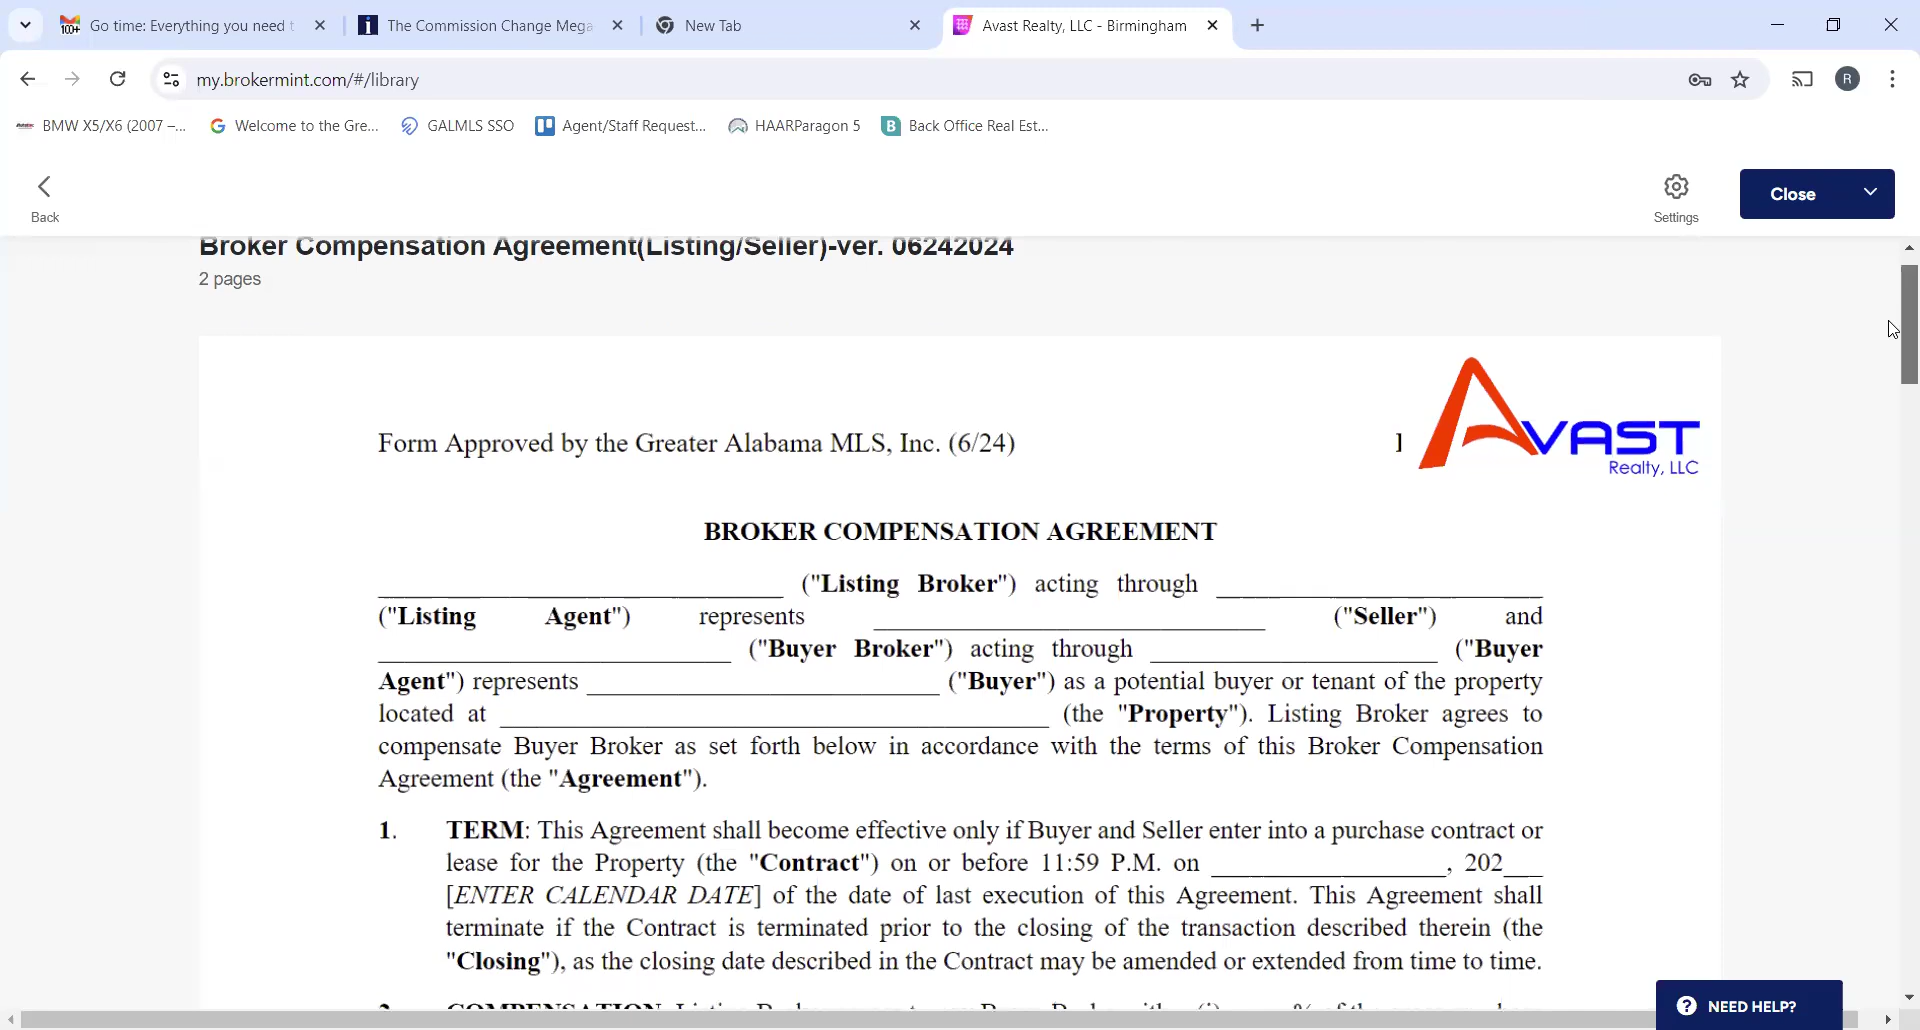 100+ Go time: Everything you need t
The Commission Change Mega
New Tab
Avast Realty, LLC - Birmingham
my.brokermint.com/#/library
R
BMW X5/X6 (2007 –...
Welcome to the Gre...
GALMLS SSO
Agent/Staff Request...
HAARParagon 5
B Back Office Real Est...
Back
Settings
Close
Broker Compensation Agreement(Listing/Seller)-ver. 06242024
2 pages
Form Approved by the Greater Alabama MLS, Inc. (6/24)
AVAST
Realty, LLC
BROKER COMPENSATION AGREEMENT
______________________________ ("Listing Broker") acting through ________________________
("Listing Agent") represents _____________________________ ("Seller") and
__________________________ ("Buyer Broker") acting through _____________________ ("Buyer
Agent") represents __________________________ ("Buyer") as a potential buyer or tenant of the property
located at _________________________________________ (the "Property"). Listing Broker agrees to
compensate Buyer Broker as set forth below in accordance with the terms of this Broker Compensation
Agreement (the "Agreement").
1. TERM: This Agreement shall become effective only if Buyer and Seller enter into a purchase contract or
lease for the Property (the "Contract") on or before 11:59 P.M. on __________________, 202___
[ENTER CALENDAR DATE] of the date of last execution of this Agreement. This Agreement shall
terminate if the Contract is terminated prior to the closing of the transaction described therein (the
"Closing"), as the closing date described in the Contract may be amended or extended from time to time.
? NEED HELP?